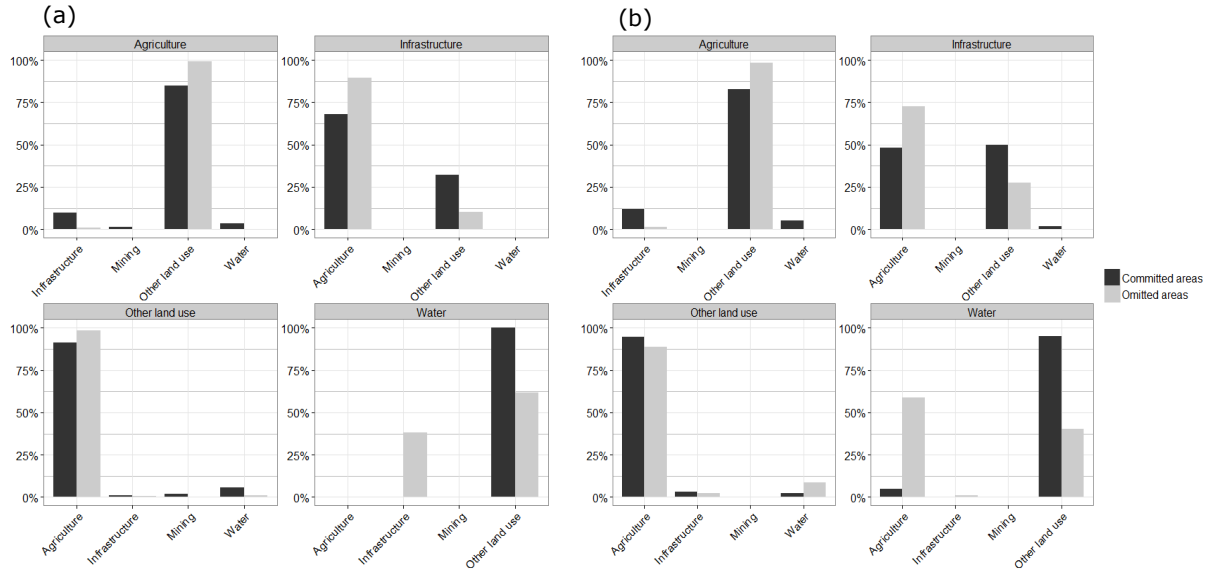 (a)
(b)
Agriculture
Infrastructure
Agriculture
Infrastructure
100%
75%
50%
25%
0%
100%
75%
50%
25%
0%
100%
75%
50%
25%
0%
100%
75%
50%
25%
0%
Infrastructure
Mining
Other land use
Water
Agriculture
Mining
Other land use
Water
Infrastructure
Mining
Other land use
Water
Agriculture
Mining
Other land use
Water
Committed areas
Omitted areas
Other land use
Water
Other land use
Water
100%
75%
50%
25%
0%
100%
75%
50%
25%
0%
100%
75%
50%
25%
0%
100%
75%
50%
25%
0%
Agriculture
Infrastructure
Mining
Water
Agriculture
Infrastructure
Mining
Other land use
Agriculture
Infrastructure
Mining
Water
Agriculture
Infrastructure
Mining
Other land use